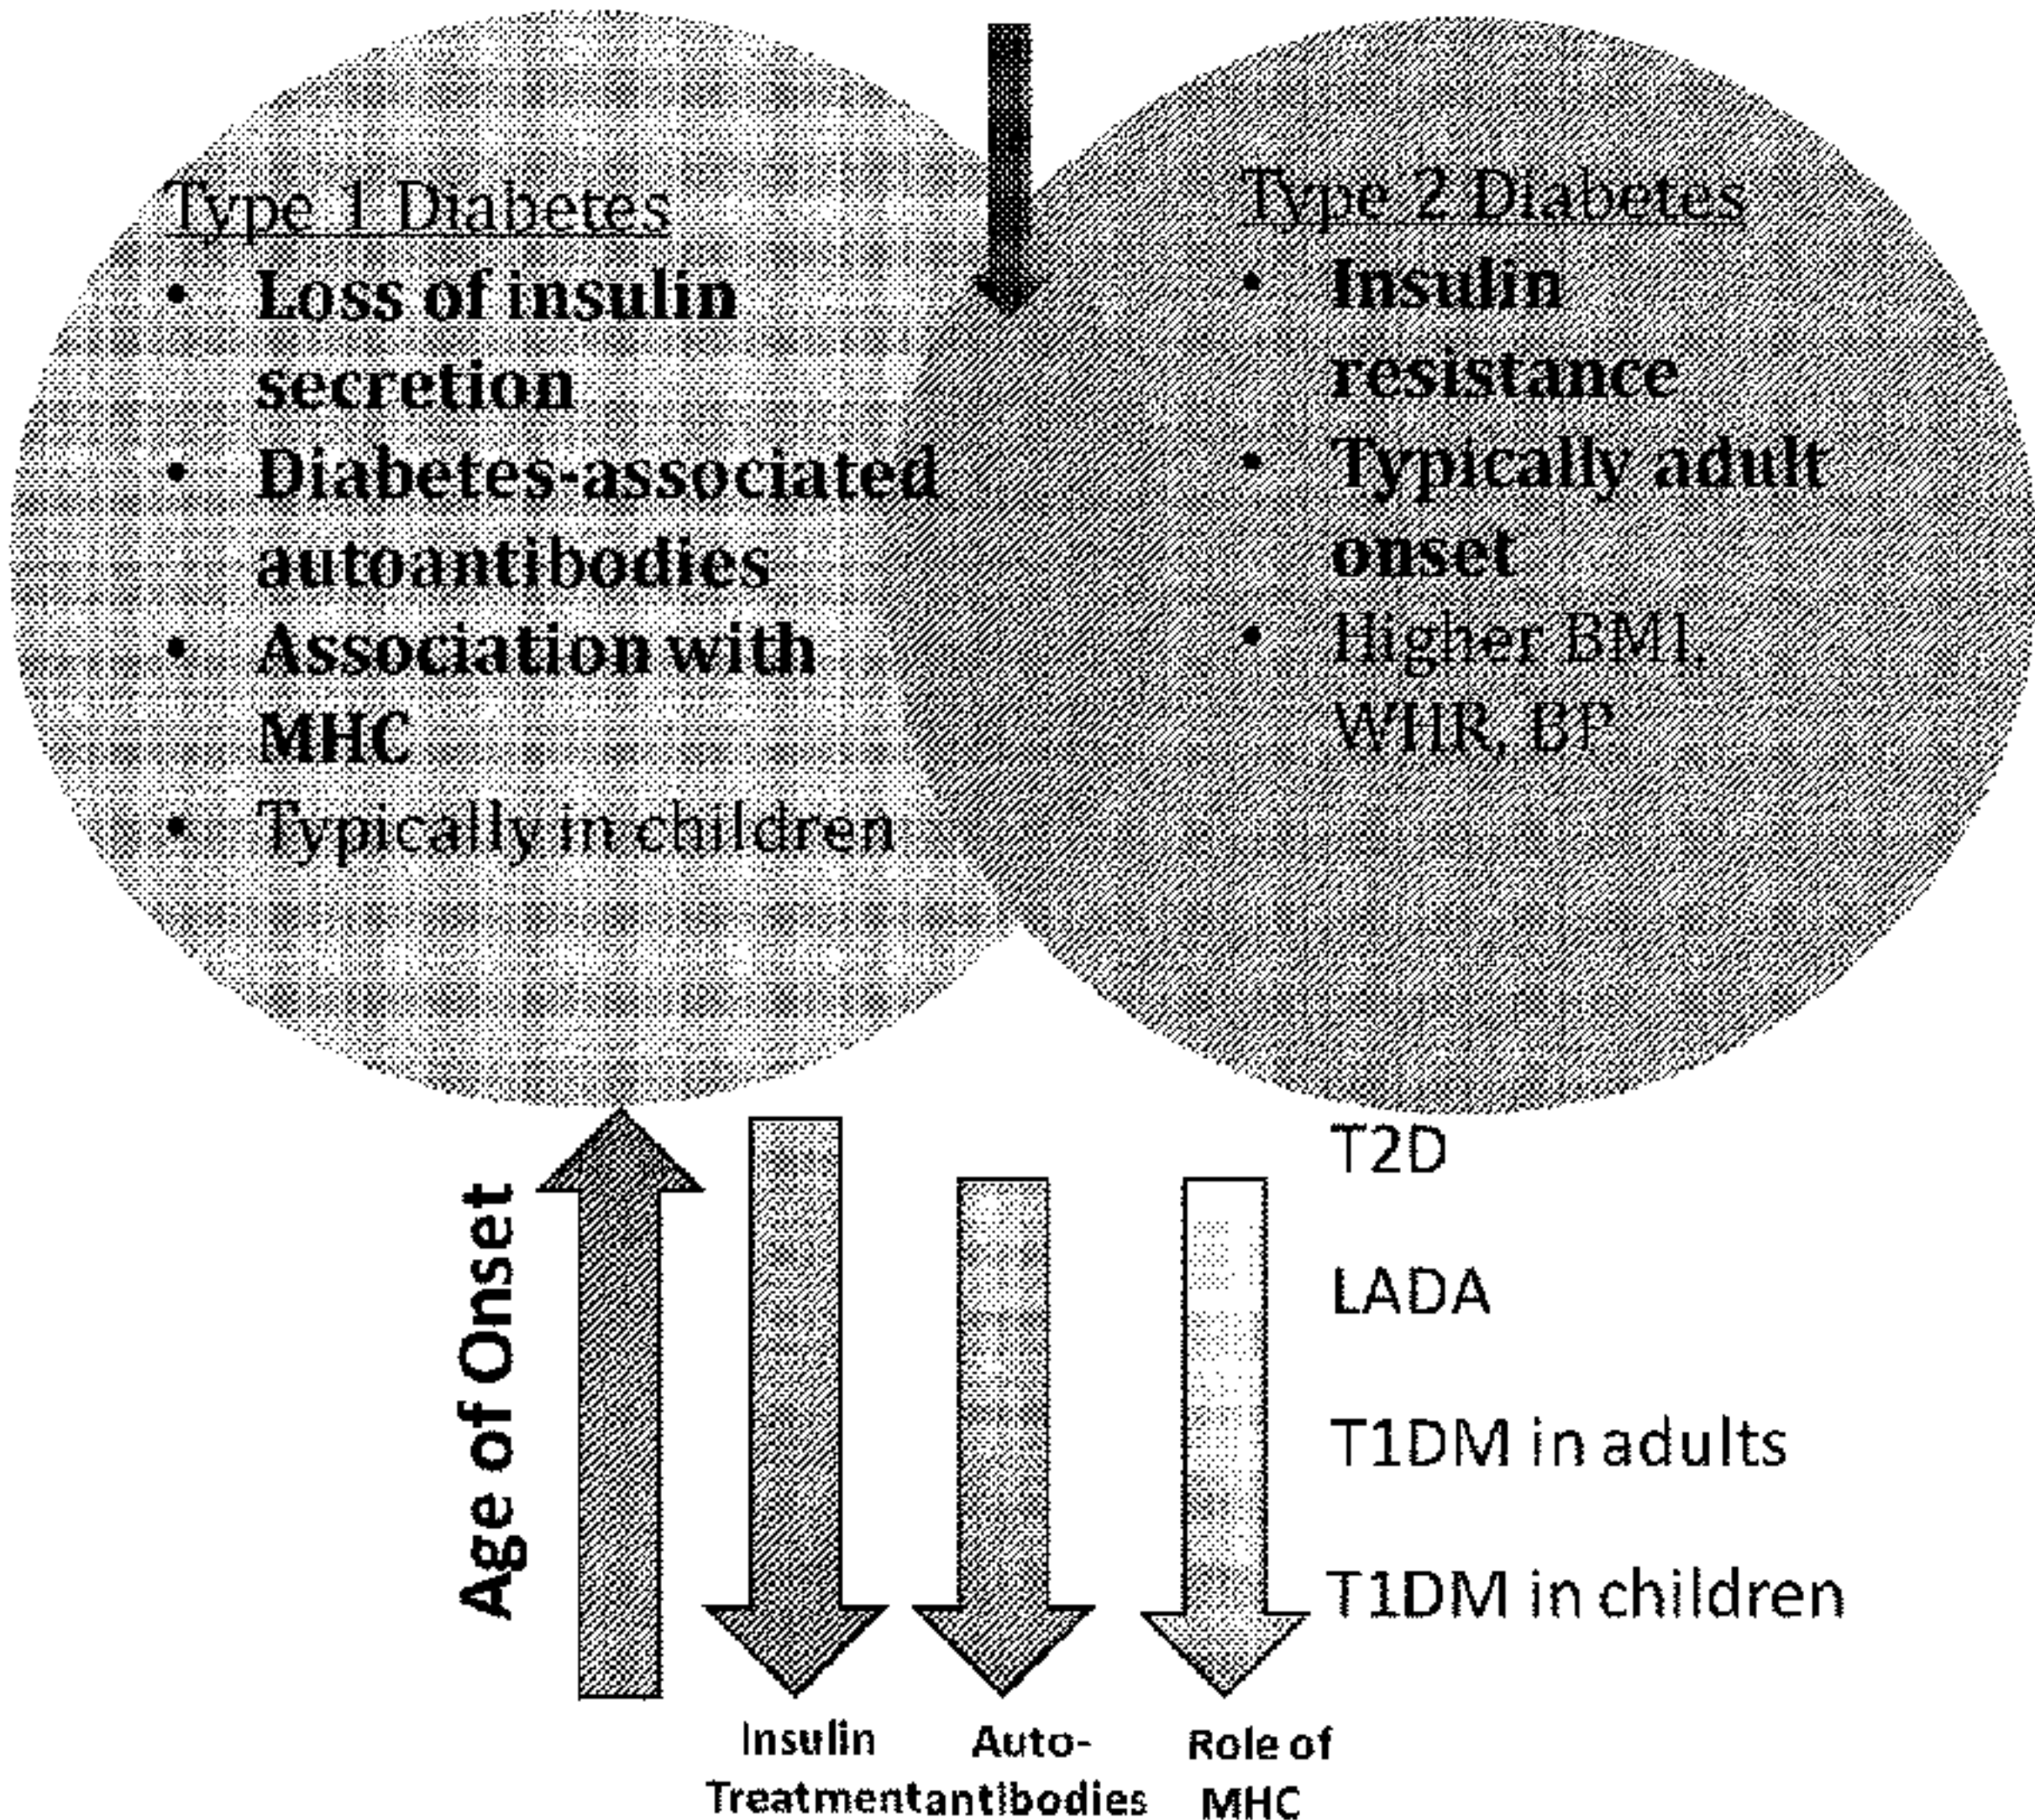 Type 1 Diabetes
• Loss of insulin
secretion
• Diabetes-associated
autoantibodies
• Association with
MHC
• Typically in children
Type 2 Diabetes
• Insulin
resistance
• Typically adult
onset
• Higher BMI,
WHR, BP
Age of Onset
T2D
LADA
T1DM in adults
T1DM in children
Insulin
Treatment
Auto-
antibodies
Role of
MHC